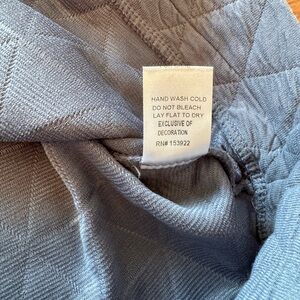 HAND WASH COLD
DO NOT BLEACH
LAY FLAT TO DRY
EXCLUSIVE OF
DECORATION
RN# 153922